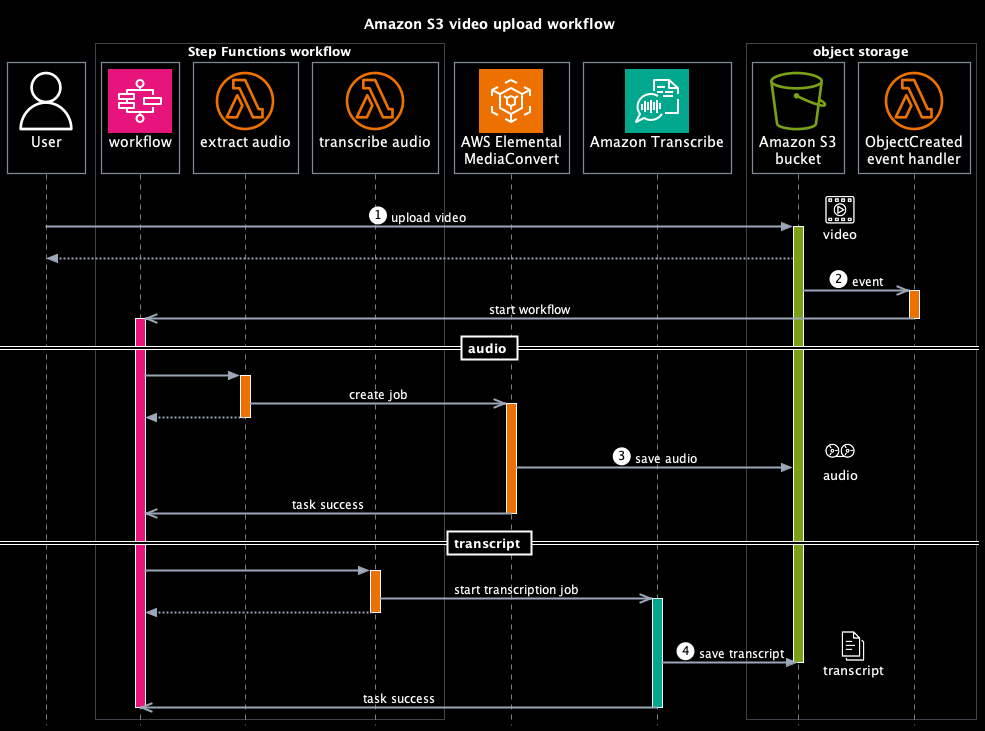 Amazon S3 video upload workflow
Step Functions workflow
object storage
User
workflow
extract audio
transcribe audio
AWS Elemental
MediaConvert
Amazon Transcribe
Amazon S3
bucket
ObjectCreated
event handler
1 upload video
video
2 event
start workflow
audio
create job
3 save audio
audio
task success
transcript
start transcription job
4 save transcript
transcript
task success